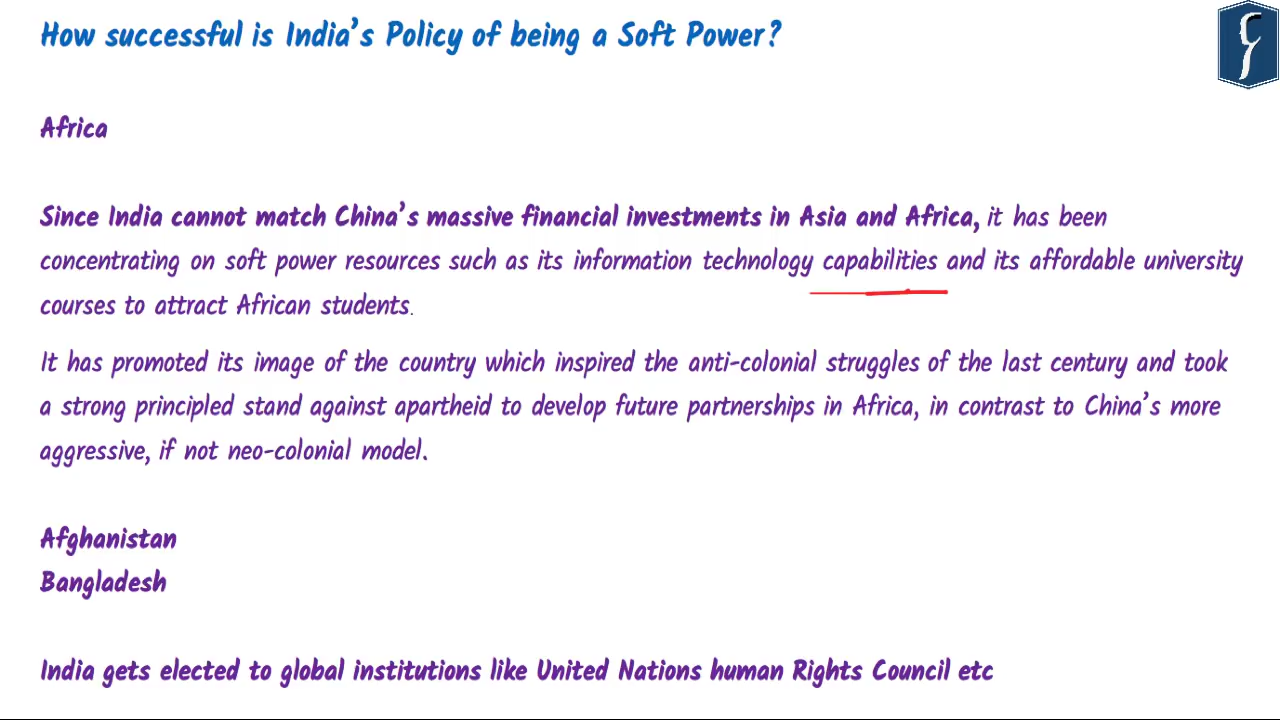 How successful is India's Policy of being a Soft Power?
Africa
Since India cannot match China's massive financial investments in Asia and Africa, it has been
concentrating on soft power resources such as its information technology capabilities and its affordable university
courses to attract African students.
It has promoted its image of the country which inspired the anti-colonial struggles of the last century and took
a strong principled stand against apartheid to develop future partnerships in Africa, in contrast to China's more
aggressive, if not neo-colonial model.
Afghanistan
Bangladesh
India gets elected to global institutions like United Nations human Rights Council etc